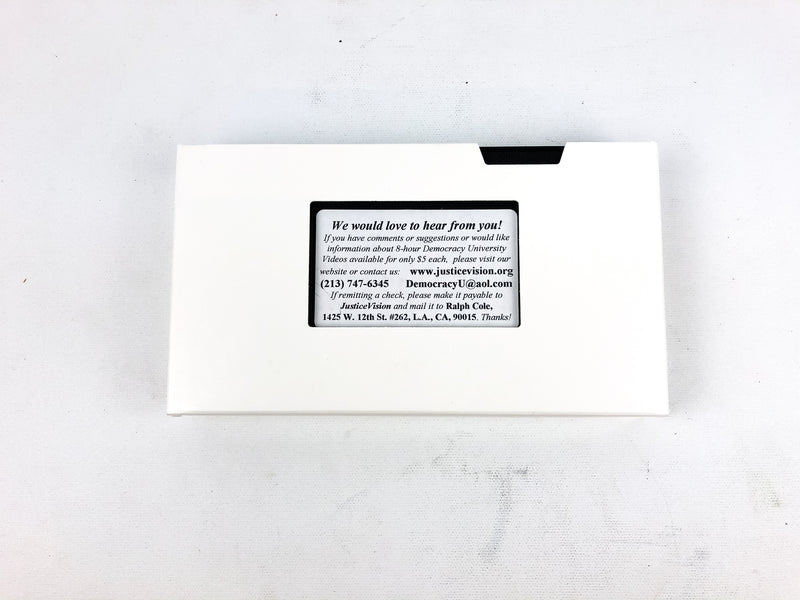 We would love to hear from you!
If you have comments or suggestions or would like
information about 8-hour Democracy University
Videos available for only $5 each, please visit our
website or contact us: www.justicevision.org
(213) 747-6345 DemocracyU@aol.com
If remitting a check, please make it payable to
JusticeVision and mail it to Ralph Cole,
1425 W. 12th St. #262, L.A., CA, 90015. Thanks!